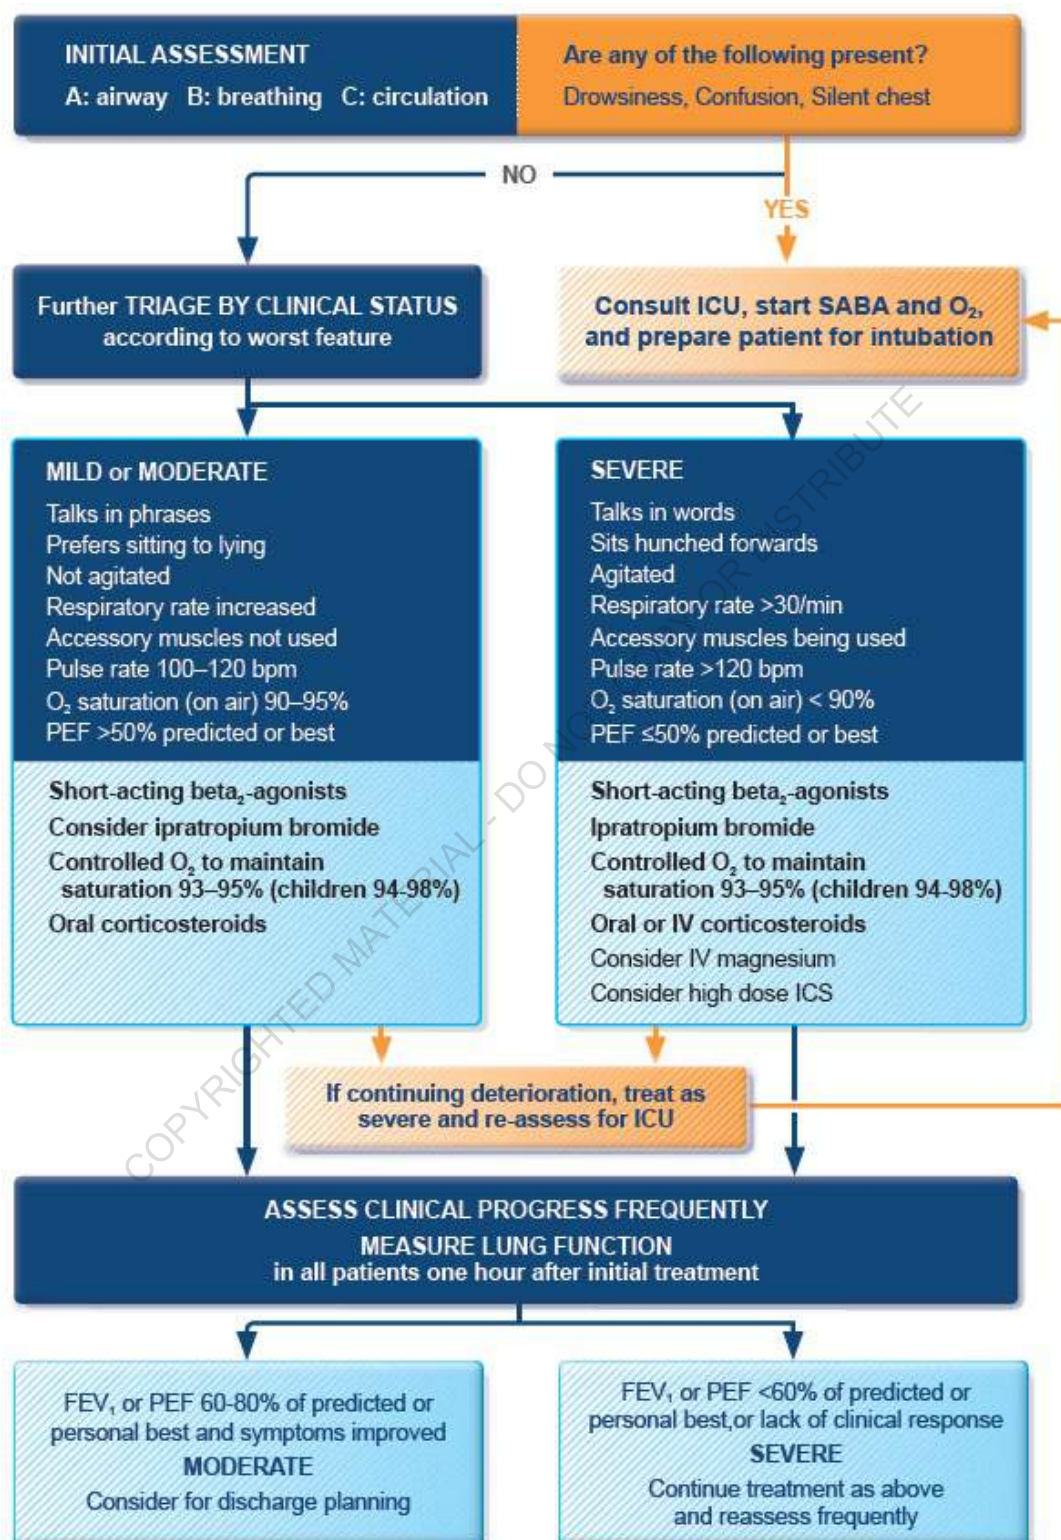 INITIAL ASSESSMENT
A: airway B: breathing C: circulation
Are any of the following present?
Drowsiness, Confusion, Silent chest
NO
YES
Further TRIAGE BY CLINICAL STATUS
according to worst feature
Consult ICU, start SABA and O₂,
and prepare patient for intubation
MILD or MODERATE
Talks in phrases
Prefers sitting to lying
Not agitated
Respiratory rate increased
Accessory muscles not used
Pulse rate 100–120 bpm
O₂ saturation (on air) 90–95%
PEF >50% predicted or best
SEVERE
Talks in words
Sits hunched forwards
Agitated
Respiratory rate >30/min
Accessory muscles being used
Pulse rate >120 bpm
O₂ saturation (on air) < 90%
PEF ≤50% predicted or best
Short-acting beta₂-agonists
Consider ipratropium bromide
Controlled O₂ to maintain
saturation 93–95% (children 94-98%)
Oral corticosteroids
Short-acting beta₂-agonists
Ipratropium bromide
Controlled O₂ to maintain
saturation 93–95% (children 94-98%)
Oral or IV corticosteroids
Consider IV magnesium
Consider high dose ICS
If continuing deterioration, treat as
severe and re-assess for ICU
ASSESS CLINICAL PROGRESS FREQUENTLY
MEASURE LUNG FUNCTION
in all patients one hour after initial treatment
FEV₁ or PEF 60-80% of predicted or
personal best and symptoms improved
MODERATE
Consider for discharge planning
FEV₁ or PEF <60% of predicted or
personal best,or lack of clinical response
SEVERE
Continue treatment as above
and reassess frequently
COPYRIGHTED MATERIAL - DO NOT COPY OR DISTRIBUTE